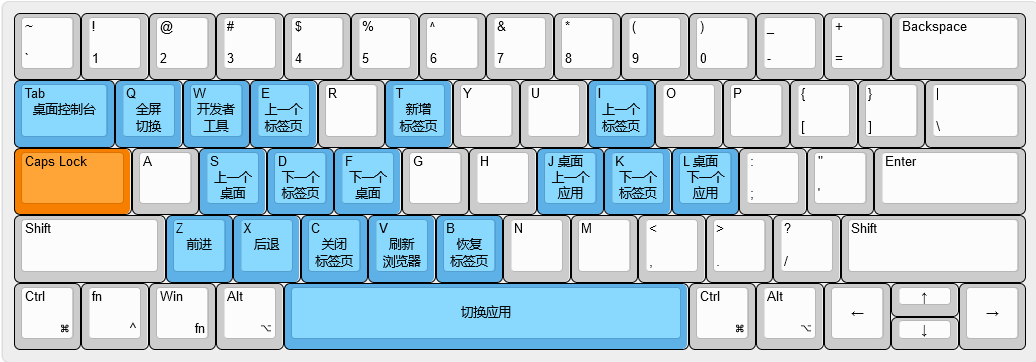 ~ ! @ # $ % ^ & * ( ) _ + Backspace
` 1 2 3 4 5 6 7 8 9 0 - =
Tab
桌面控制台
Q 全屏
切换
W
开发者
工具
E
上一个
标签页
R
T
新增
标签页
Y
U
I
上一个
标签页
O
P
{
[
}
]
|
\
Caps Lock
A
S
上一个
桌面
D
下一个
标签页
F
下一个
桌面
G
H
J 桌面
上一个
应用
K
下一个
标签页
L 桌面
下一个
应用
:
;
"
'
Enter
Shift
Z
前进
X
后退
C
关闭
标签页
V
刷新
浏览器
B
恢复
标签页
N
M
<
,
>
.
?
/
Shift
Ctrl
⌘
fn
^
Win
fn
Alt
⌥
切换应用
Ctrl
⌘
Alt
⌥
←
↑
↓
→